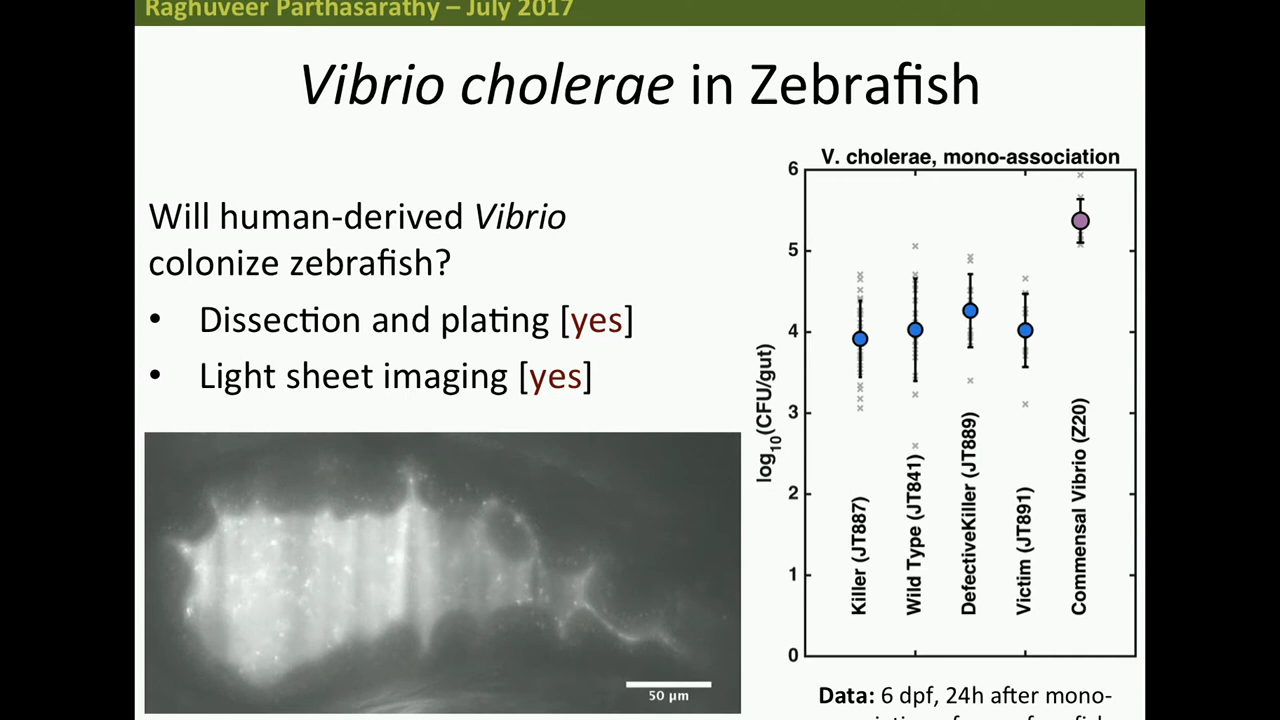 Raghuveer Parthasarathy – July 2017
Vibrio cholerae in Zebrafish
Will human-derived Vibrio
colonize zebrafish?
• Dissection and plating [yes]
• Light sheet imaging [yes]
50 µm
V. cholerae, mono-association
log10(CFU/gut)
6
5
4
3
2
1
0
Killer (JT887)
Wild Type (JT841)
DefectiveKiller (JT889)
Victim (JT891)
Commensal Vibrio (Z20)
Data: 6 dpf, 24h after mono-